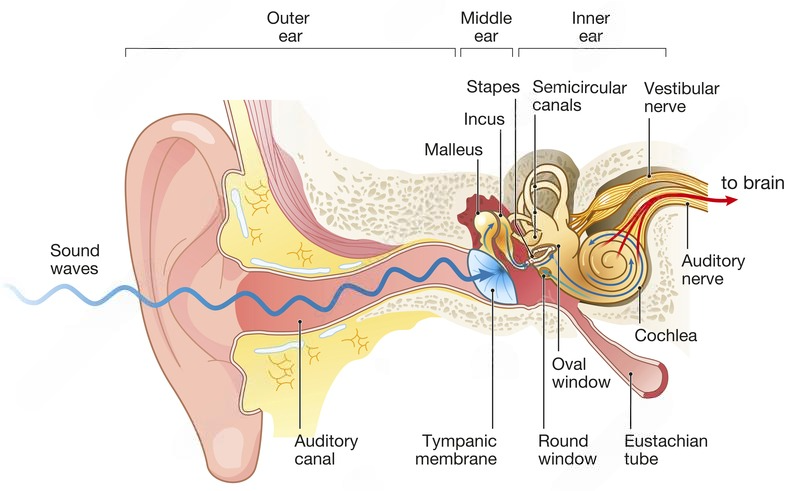 Outer
ear
Middle
ear
Inner
ear
Stapes
Semicircular
canals
Vestibular
nerve
Incus
Malleus
to brain
Sound
waves
Auditory
nerve
Cochlea
Oval
window
Auditory
canal
Tympanic
membrane
Round
window
Eustachian
tube